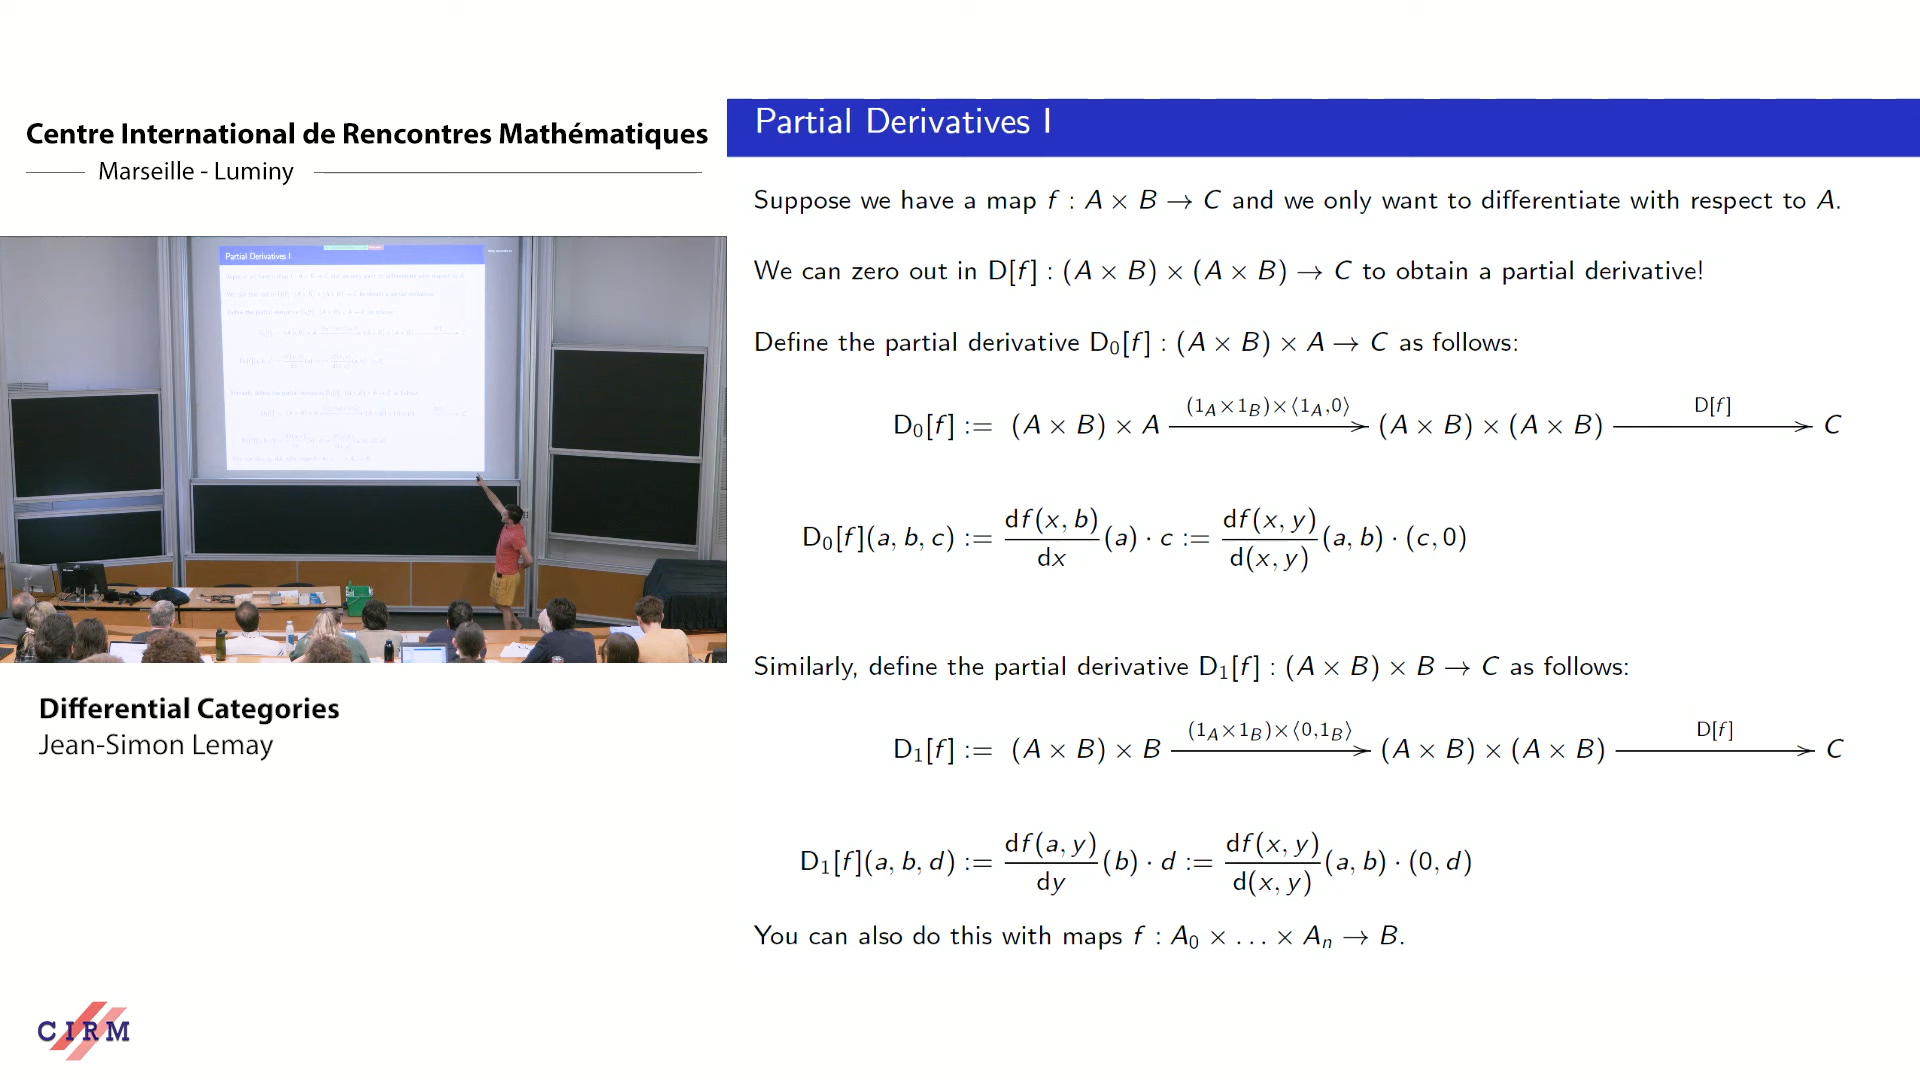 Centre International de Rencontres Mathématiques
Marseille - Luminy
Partial Derivatives I
Differential Categories
Jean-Simon Lemay
CIRM
Partial Derivatives I
Suppose we have a map f : A × B → C and we only want to differentiate with respect to A.
We can zero out in D[f] : (A × B) × (A × B) → C to obtain a partial derivative!
Define the partial derivative D₀[f] : (A × B) × A → C as follows:
(1_A×1_B)×⟨1_A,0⟩ D[f]
D₀[f] := (A × B) × A → (A × B) × (A × B) → C
D₀[f](a, b, c) := df(x, b)/dx (a) · c := df(x, y)/d(x, y) (a, b) · (c, 0)
Similarly, define the partial derivative D₁[f] : (A × B) × B → C as follows:
(1_A×1_B)×⟨0,1_B⟩ D[f]
D₁[f] := (A × B) × B → (A × B) × (A × B) → C
D₁[f](a, b, d) := df(a, y)/dy (b) · d := df(x, y)/d(x, y) (a, b) · (0, d)
You can also do this with maps f : A₀ × ... × Aₙ → B.